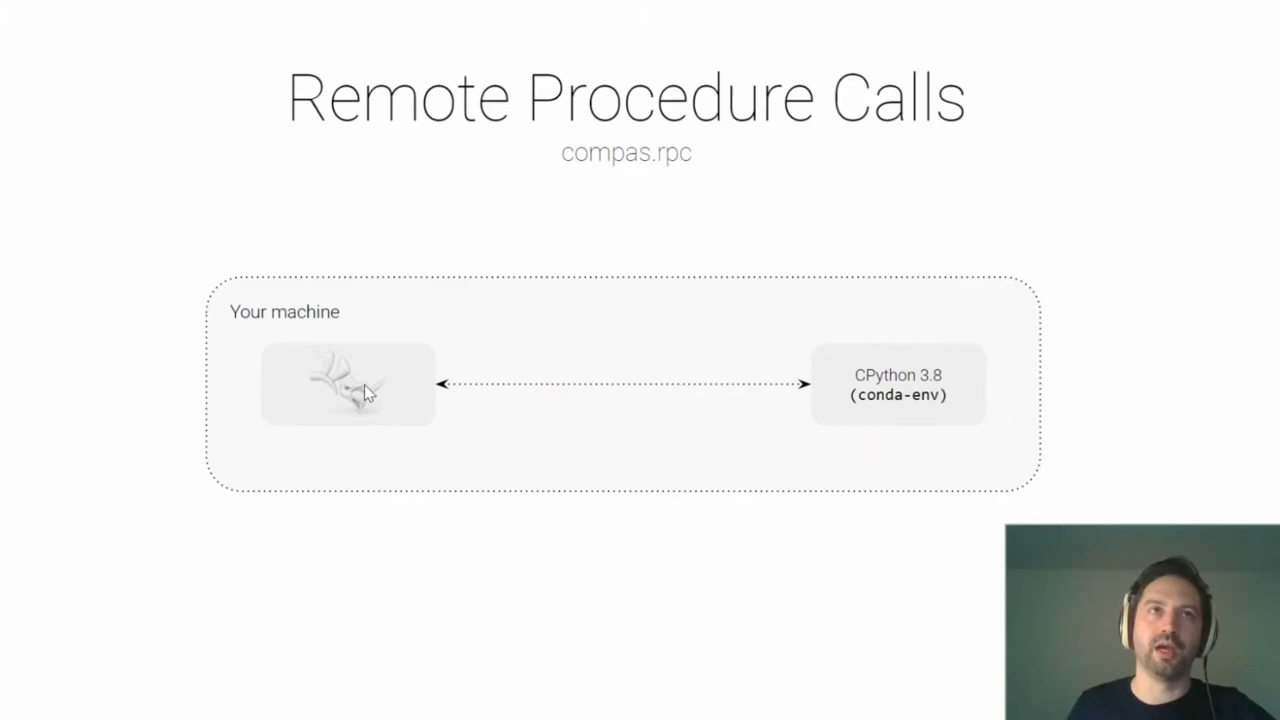 Remote Procedure Calls
compas.rpc
Your machine
CPython 3.8
(conda-env)